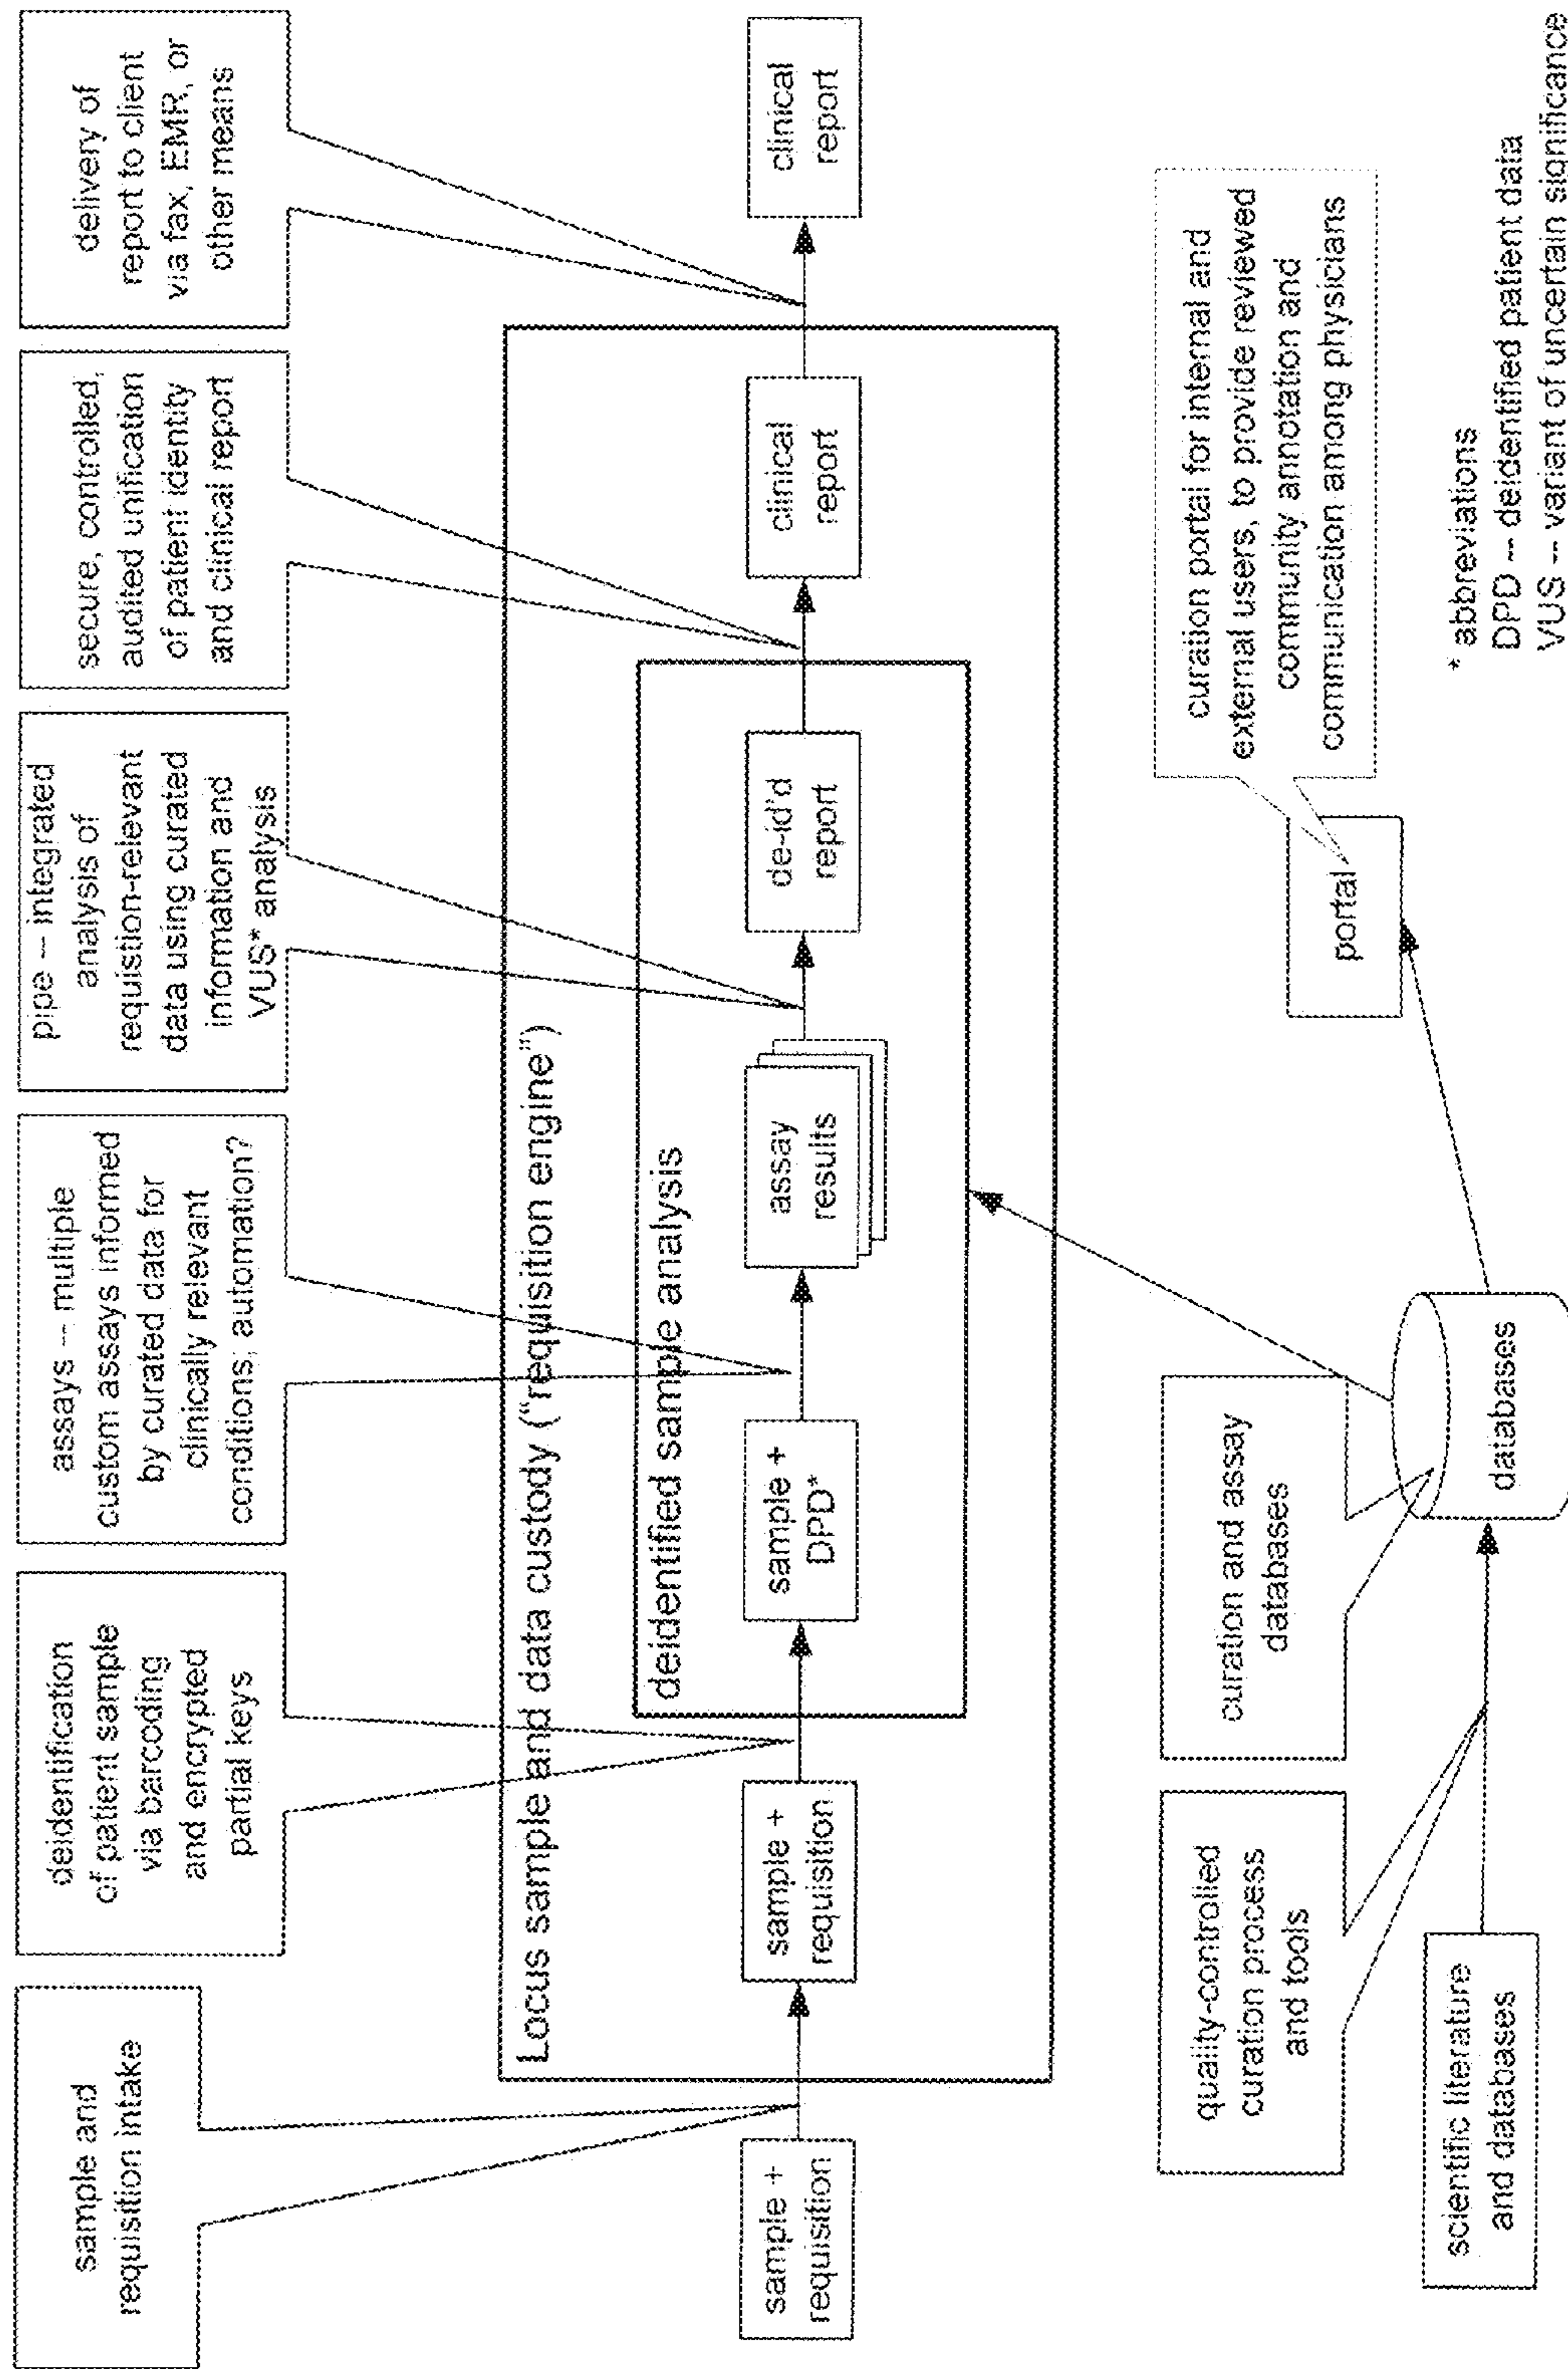 sample and
requisition intake
deidentification
of patient sample
via barcoding
and encrypted
partial keys
assays -- multiple
custom assays informed
by curated data for
clinically relevant
conditions; automation?
pipe -- integrated
analysis of
requistion-relevant
data using curated
information and
VUS* analysis
secure, controlled,
audited unification
of patient identity
and clinical report
delivery of
report to client
via fax, EMR, or
other means
Locus sample and data custody (“requisition engine”)
deidentified sample analysis
sample +
requisition
sample +
requisition
sample +
DPD*
assay
results
de-id'd
report
clinical
report
clinical
report
quality-controlled
curation process
and tools
curation and assay
databases
curation portal for internal and
external users, to provide reviewed
community annotation and
communication among physicians
scientific literature
and databases
databases
portal
* abbreviations
DPD -- deidentified patient data
VUS -- variant of uncertain significance